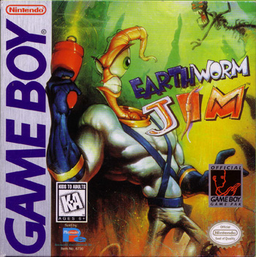 Nintendo
GAME BOY
EARTHWORM
JIM
KIDS TO ADULTS
K-A
AGES 6+
OFFICIAL
GAME BOY
GAME PAK